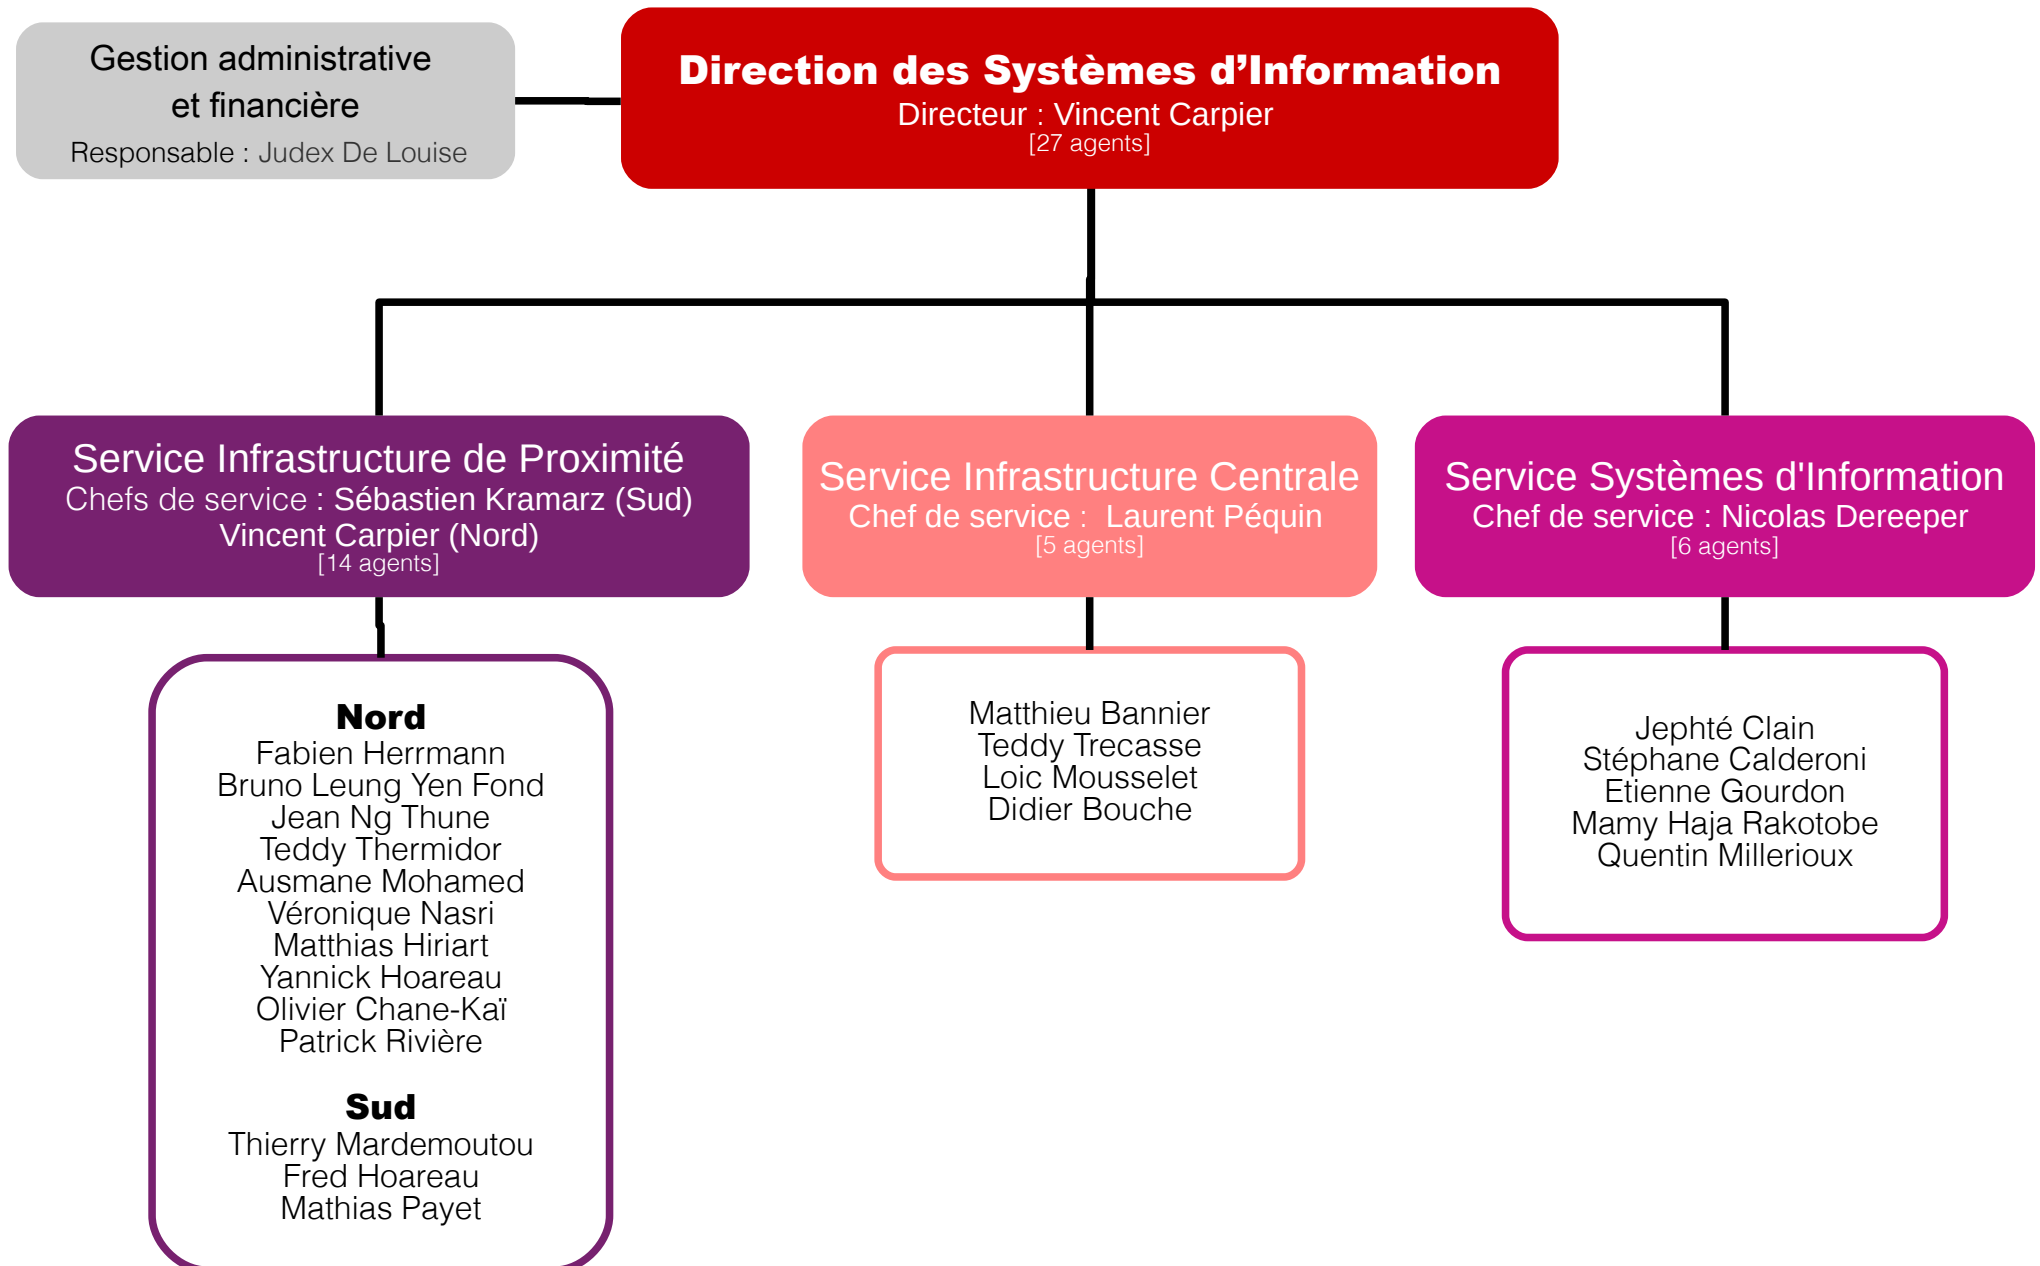 Gestion administrative
et financière
Responsable : Judex De Louise
Direction des Systèmes d’Information
Directeur : Vincent Carpier
[27 agents]
Service Infrastructure de Proximité
Chefs de service : Sébastien Kramarz (Sud)
Vincent Carpier (Nord)
[14 agents]
Service Infrastructure Centrale
Chef de service : Laurent Péquin
[5 agents]
Service Systèmes d'Information
Chef de service : Nicolas Dereeper
[6 agents]
Nord
Fabien Herrmann
Bruno Leung Yen Fond
Jean Ng Thune
Teddy Thermidor
Ausmane Mohamed
Véronique Nasri
Matthias Hiriart
Yannick Hoareau
Olivier Chane-Kaï
Patrick Rivière
Sud
Thierry Mardemoutou
Fred Hoareau
Mathias Payet
Matthieu Bannier
Teddy Trecasse
Loic Mousselet
Didier Bouche
Jephté Clain
Stéphane Calderoni
Etienne Gourdon
Mamy Haja Rakotobe
Quentin Millerioux